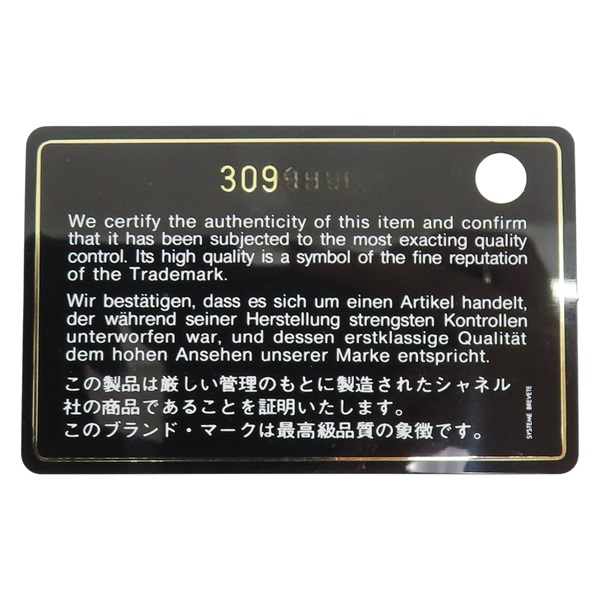 309
We certify the authenticity of this item and confirm
that it has been subjected to the most exacting quality
control. Its high quality is a symbol of the fine reputation
of the Trademark.
Wir bestätigen, dass es sich um einen Artikel handelt,
der während seiner Herstellung strengsten Kontrollen
unterworfen war, und dessen erstklassige Qualität
dem hohen Ansehen unserer Marke entspricht.
この製品は厳しい管理のもとに製造されたシャネル
社の商品であることを証明いたします。
このブランド・マークは最高級品質の象徴です。
SYSTEME BREVETE